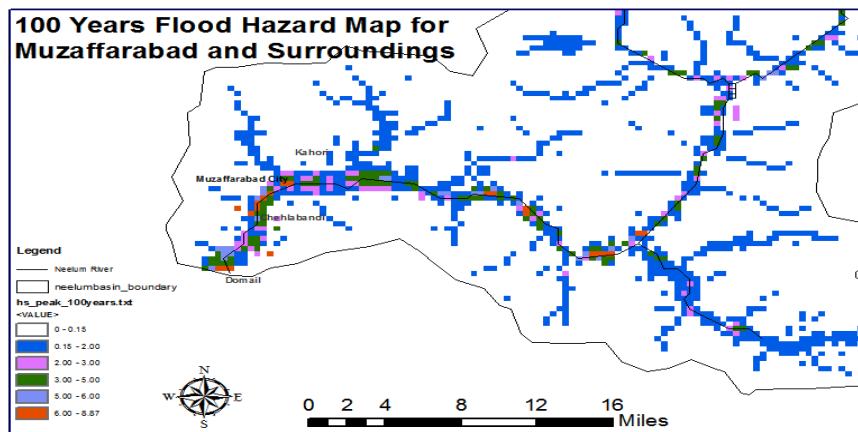 100 Years Flood Hazard Map for
Muzaffarabad and Surroundings
Kahori
Muzaffarabad City
Chehlabandi
Domail
Legend
Neelum River
neelumbasin_boundary
hs_peak_100years.txt
<VALUE>
0 - 0.15
0.15 - 2.00
2.00 - 3.00
3.00 - 5.00
5.00 - 6.00
6.00 - 8.87
N
W E
S
0 2 4 8 12 16
Miles